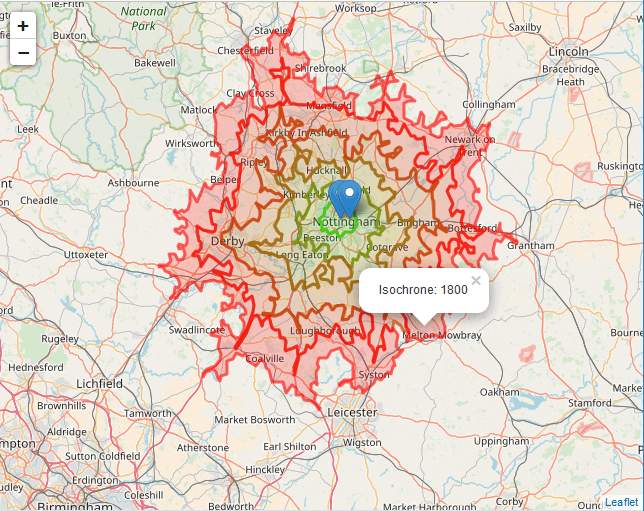 Worksop
Staveley
Saxilby
+
−
National
Park
Buxton
Chesterfield
Lincoln
Bakewell
Shirebrook
Bracebridge
Heath
Clay Cross
Matlock
Mansfield
Collingham
Leek
Kirkby In Ashfield
Wirksworth
Newark on
Trent
Ripley
Ruskington
Hucknall
Ashbourne
Belper
Kimberley
Cheadle
Nottingham
Bingham
Bottesford
Derby
Beeston
Grantham
Cotgrave
Uttoxeter
Long Eaton
Isochrone: 1800
×
Swadlincote
Loughborough
Melton Mowbray
Rugeley
Coalville
Hednesford
Syston
Lichfield
Oakham
Brownhills
Tamworth
Leicester
Stamford
Market Bosworth
Aldridge
Atherstone
Earl Shilton
Wigston
Uppingham
Sutton Coldfield
Hinckley
Erdington
Coleshill
Corby
Birmingham
Bedworth
Market Harborough
Leaflet